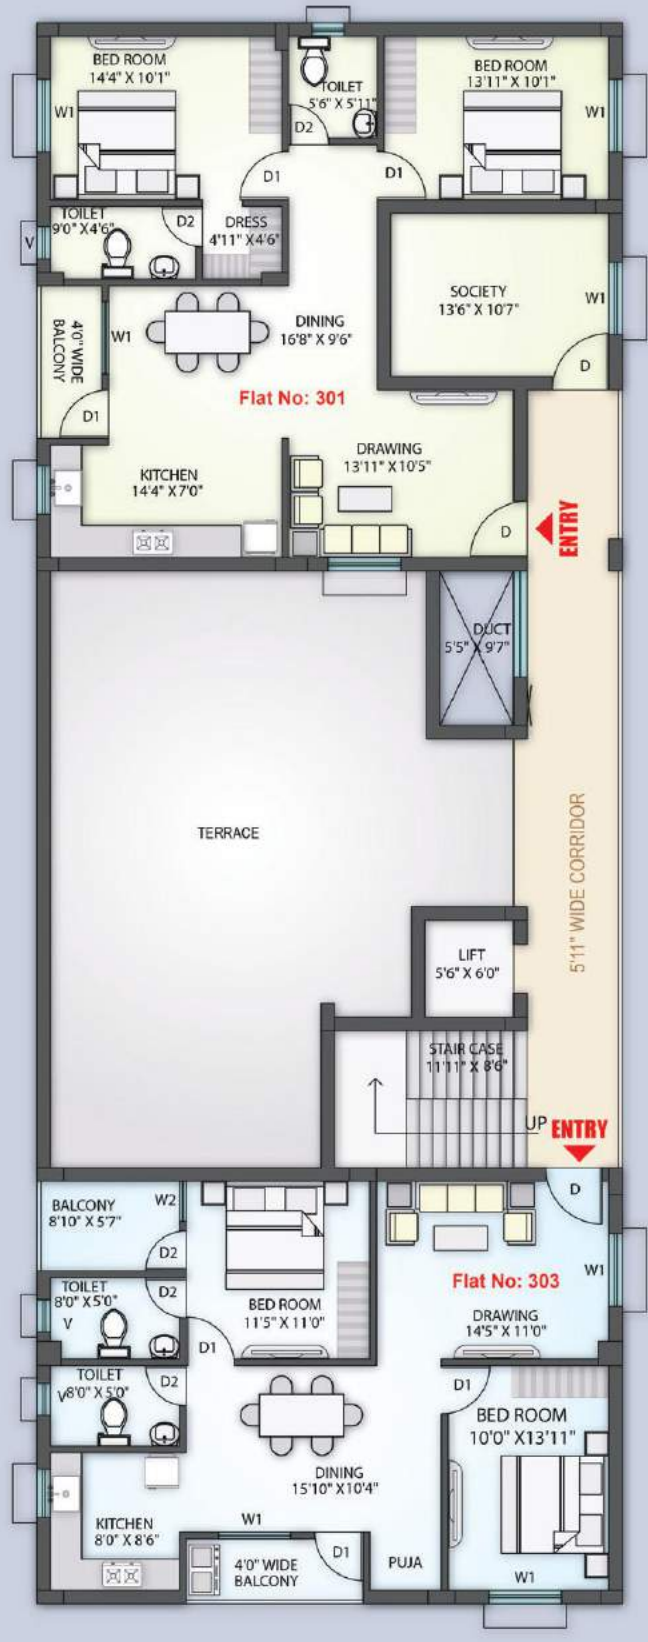 BED ROOM
14'4" X 10'1"
W1
TOILET
5'6" X 5'11"
D2
BED ROOM
13'11" X 10'1"
W1
D1
D1
TOILET
9'0" X4'6"
D2
V
DRESS
4'11" X4'6"
SOCIETY
13'6" X 10'7"
W1
D
4'0" WIDE
BALCONY
W1
D1
DINING
16'8" X 9'6"
Flat No: 301
DRAWING
13'11" X 10'5"
KITCHEN
14'4" X 7'0"
D
ENTRY
DUCT
5'5" X 9'7"
TERRACE
5'11" WIDE CORRIDOR
LIFT
5'6" X 6'0"
STAIR CASE
11'11" X 8'6"
UP
ENTRY
D
BALCONY
8'10" X 5'7"
W2
D2
TOILET
8'0" X 5'0"
V
D2
BED ROOM
11'5" X 11'0"
D1
Flat No: 303
W1
DRAWING
14'5" X 11'0"
TOILET
8'0" X 5'0"
V
D2
D1
BED ROOM
10'0" X13'11"
DINING
15'10" X10'4"
KITCHEN
8'0" X 8'6"
W1
4'0" WIDE
BALCONY
D1
PUJA
W1